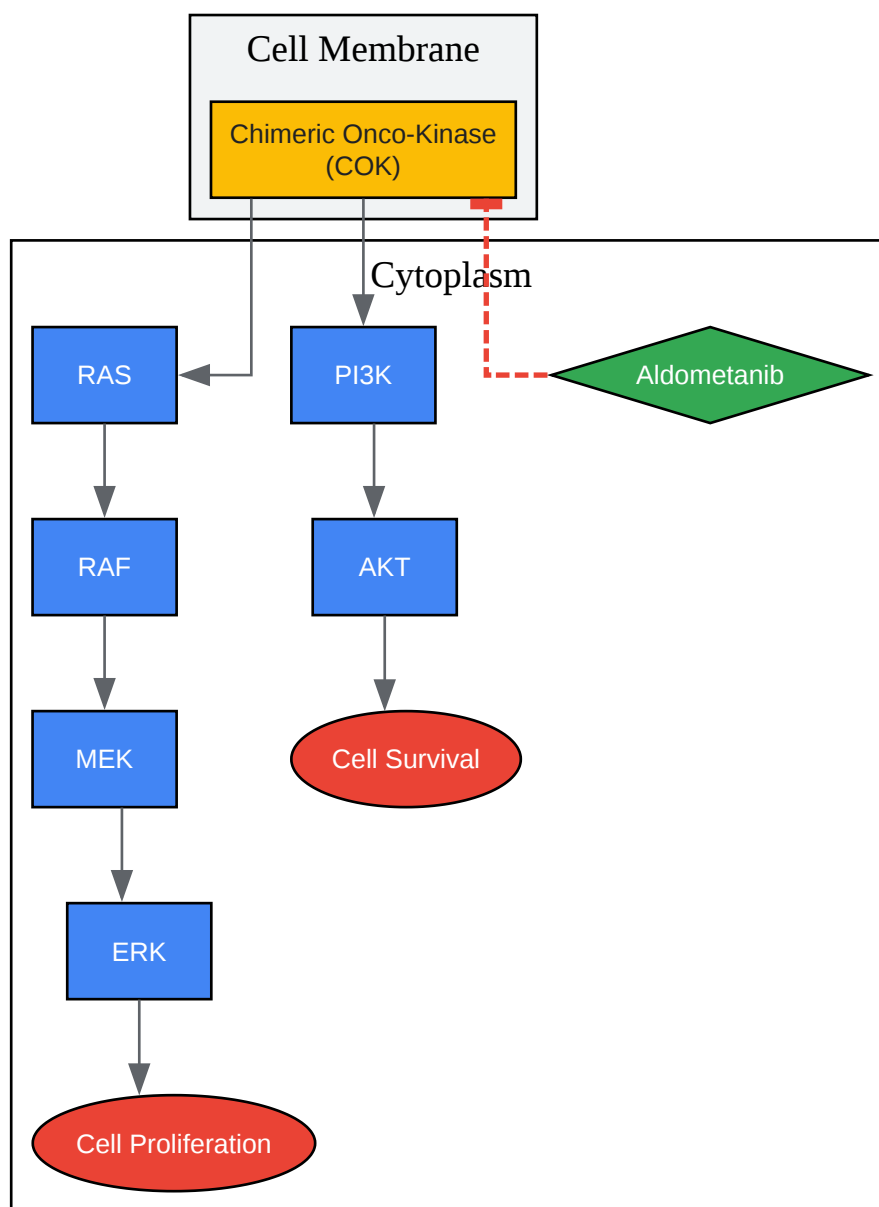 Cell Membrane
Chimeric Onco-Kinase
(COK)
Cytoplasm
RAS
PI3K
Aldometanib
RAF
AKT
MEK
Cell Survival
ERK
Cell Proliferation